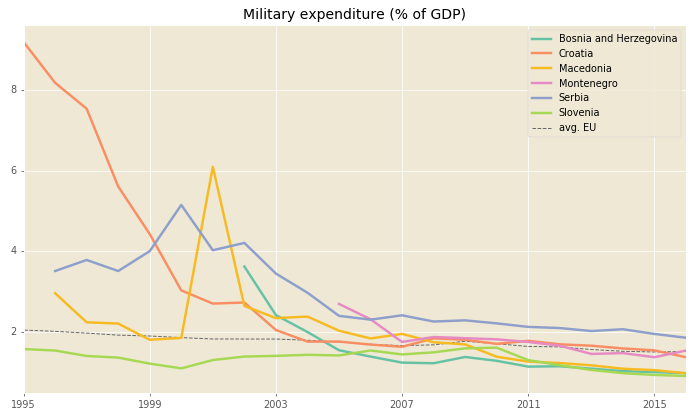 Military expenditure (% of GDP)
Bosnia and Herzegovina
Croatia
Macedonia
Montenegro
Serbia
Slovenia
avg. EU
8
6
4
2
1995 1999 2003 2007 2011 2015